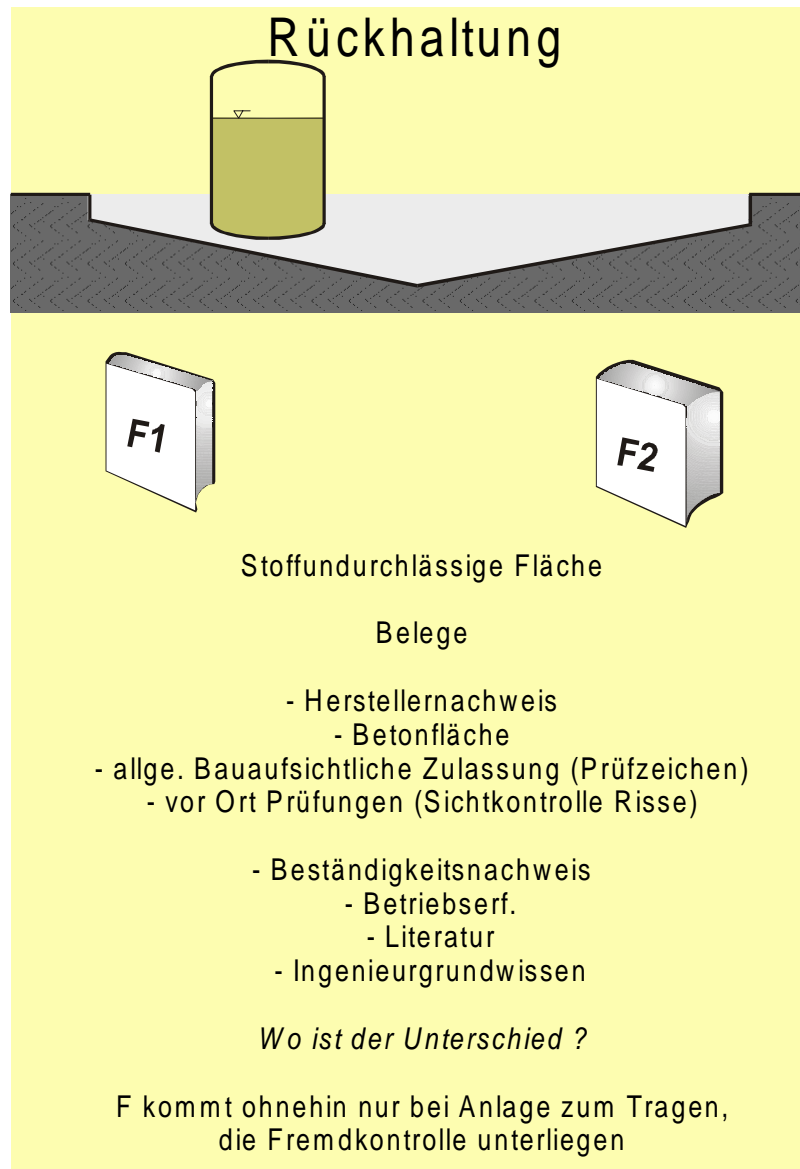 Rückhaltung
F1
F2
Stoffundurchlässige Fläche
Belege
- Herstellernachweis
- Betonfläche
- allge. Bauaufsichtliche Zulassung (Prüfzeichen)
- vor Ort Prüfungen (Sichtkontrolle Risse)
- Beständigkeitsnachweis
- Betriebserf.
- Literatur
- Ingenieurgrundwissen
Wo ist der Unterschied ?
F kommt ohnehin nur bei Anlage zum Tragen,
die Fremdkontrolle unterliegen